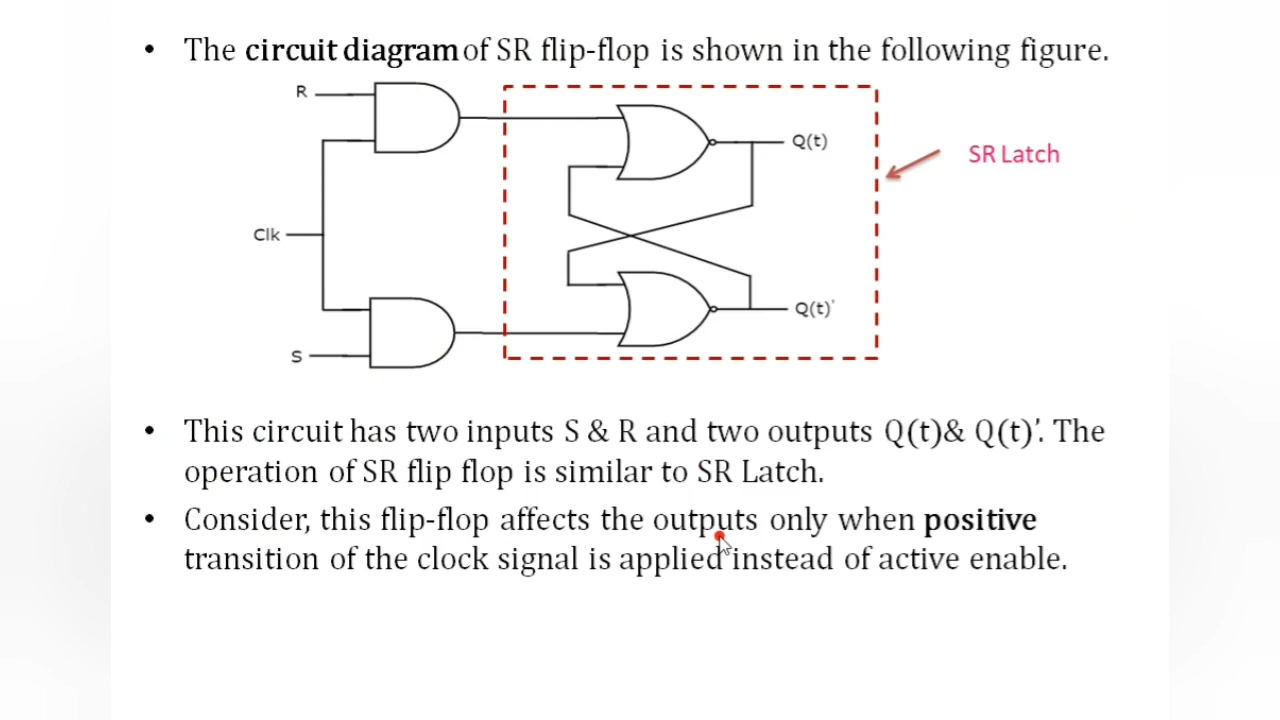 • The circuit diagram of SR flip-flop is shown in the following figure.
R
Q(t)
SR Latch
Clk
Q(t)'
S
• This circuit has two inputs S & R and two outputs Q(t)& Q(t)’. The
operation of SR flip flop is similar to SR Latch.
• Consider, this flip-flop affects the outputs only when positive
transition of the clock signal is applied instead of active enable.